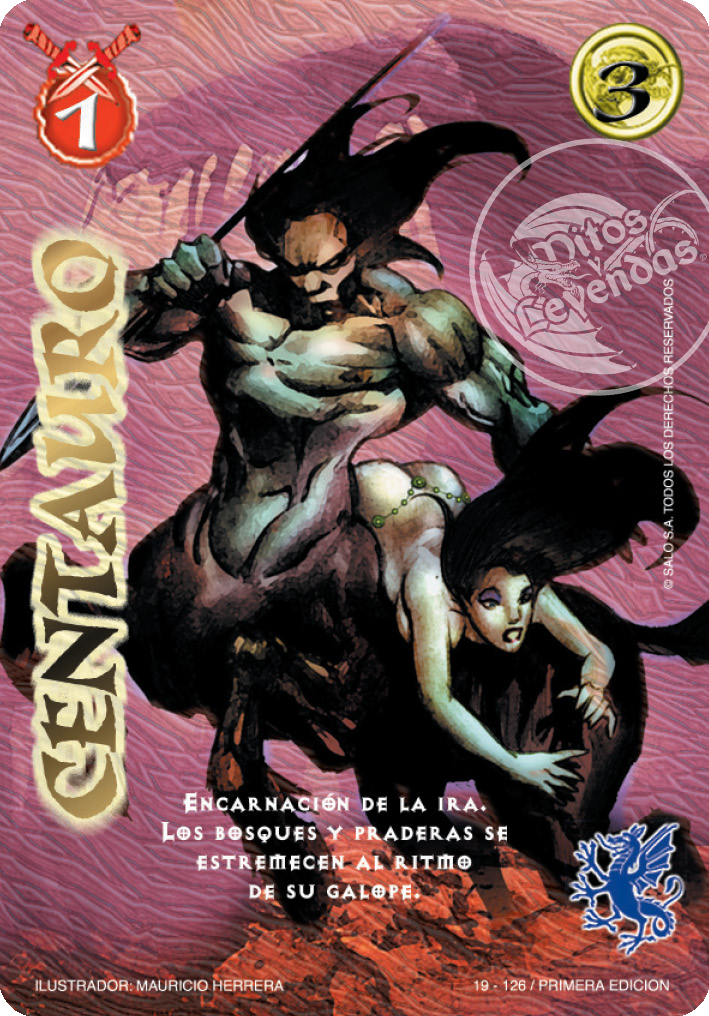 1
3
Mitos
y
Leyendas
CENTAURO
© SALO S.A. TODOS LOS DERECHOS RESERVADOS
ENCARNACIÓN DE LA IRA.
LOS BOSQUES Y PRADERAS SE
ESTREMECEN AL RITMO
DE SU GALOPE.
ILUSTRADOR: MAURICIO HERRERA
19 - 126 / PRIMERA EDICION